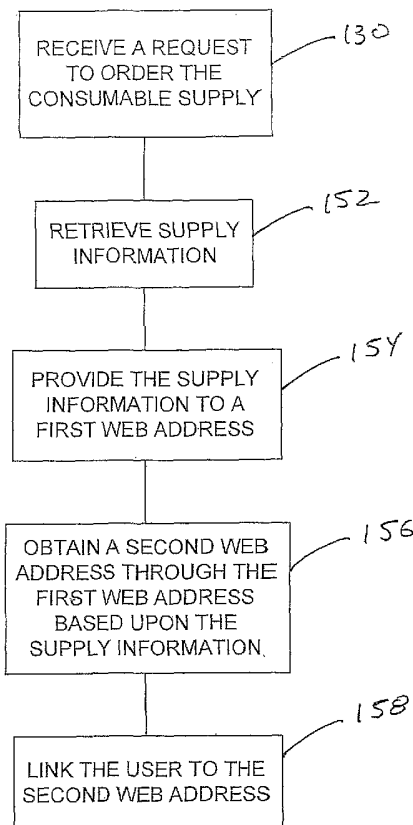 RECEIVE A REQUEST
TO ORDER THE
CONSUMABLE SUPPLY
130
RETRIEVE SUPPLY
INFORMATION
152
PROVIDE THE SUPPLY
INFORMATION TO A
FIRST WEB ADDRESS
154
OBTAIN A SECOND WEB
ADDRESS THROUGH THE
FIRST WEB ADDRESS
BASED UPON THE
SUPPLY INFORMATION
156
LINK THE USER TO THE
SECOND WEB ADDRESS
158